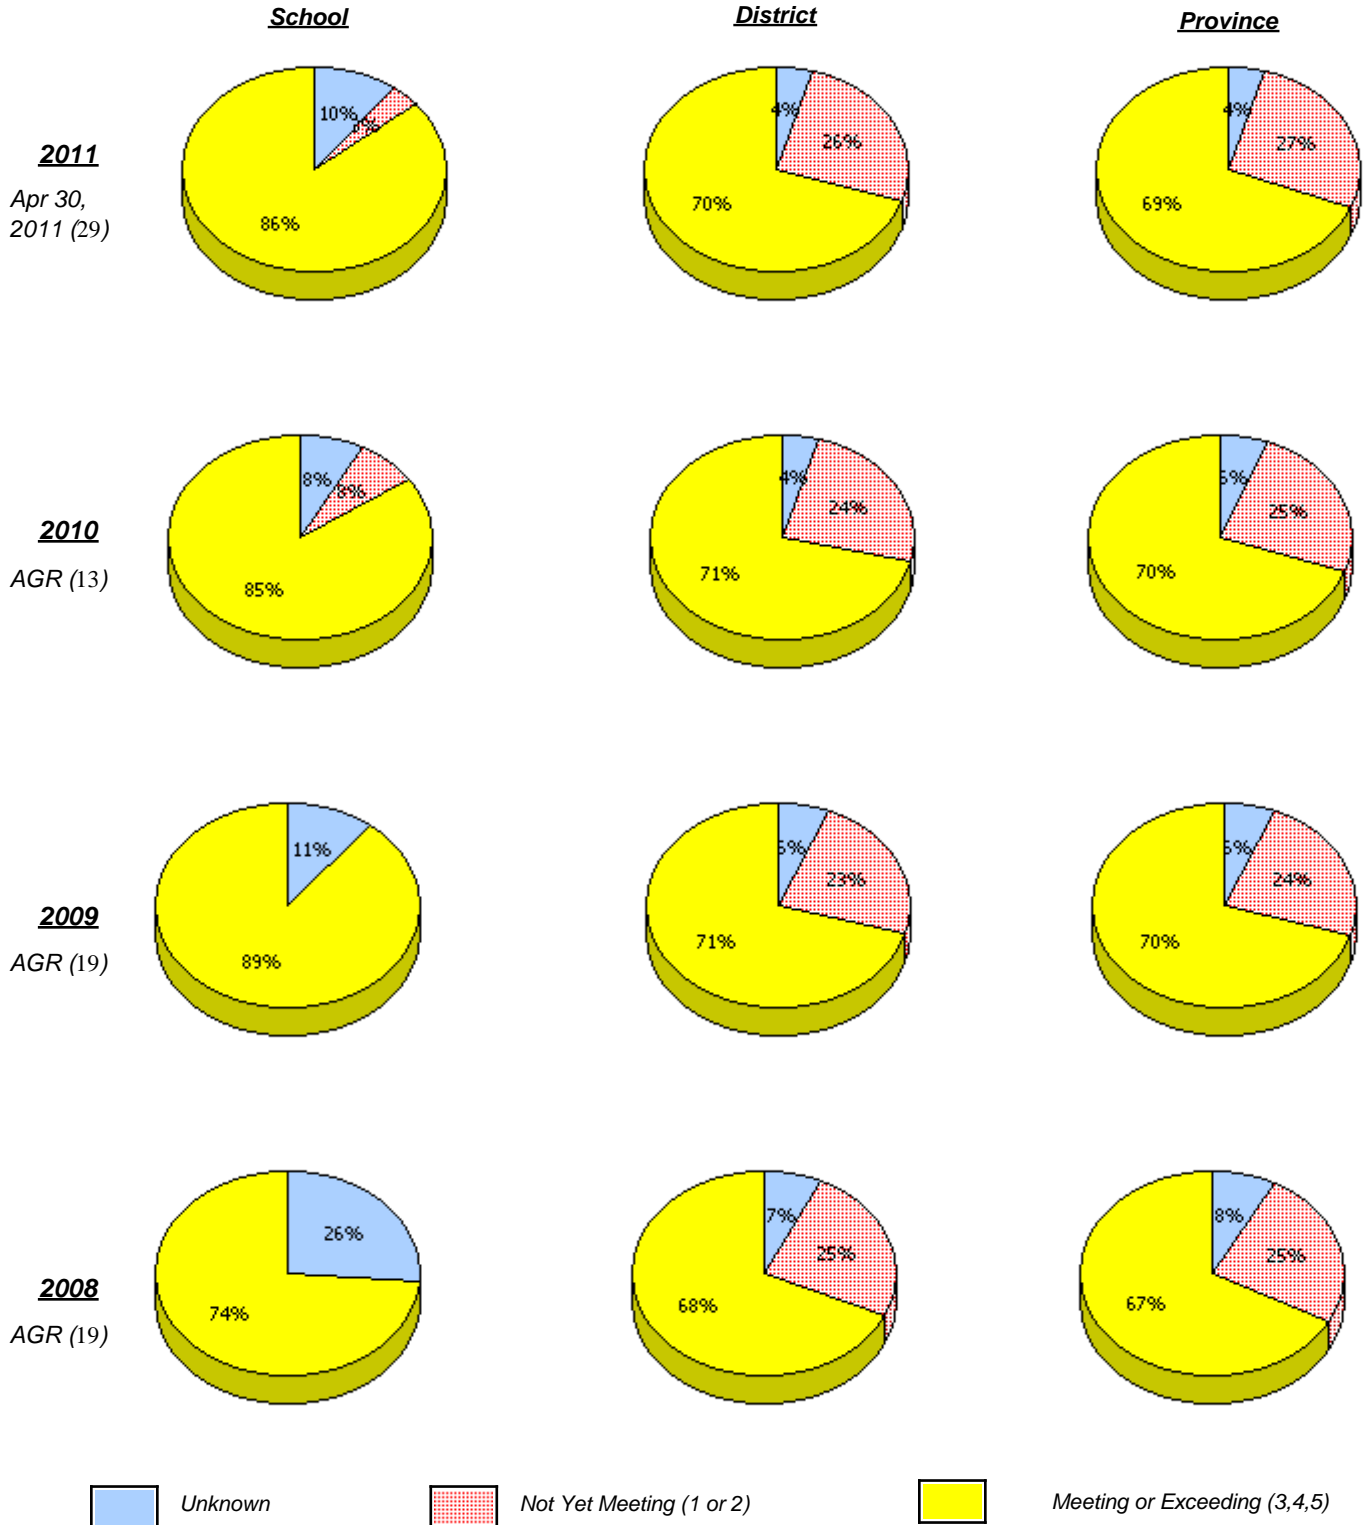 School District Province
10% 4% 4%
3% 26% 27%
2011
Apr 30,
2011 (29)
86% 70% 69%
8% 4%
8% 24% 25%
2010
AGR (13)
85% 71% 70%
11%
23% 24%
2009
AGR (19)
89% 71% 70%
26% 7% 8%
25% 25%
2008
AGR (19)
74% 68% 67%
Unknown Not Yet Meeting (1 or 2) Meeting or Exceeding (3,4,5)